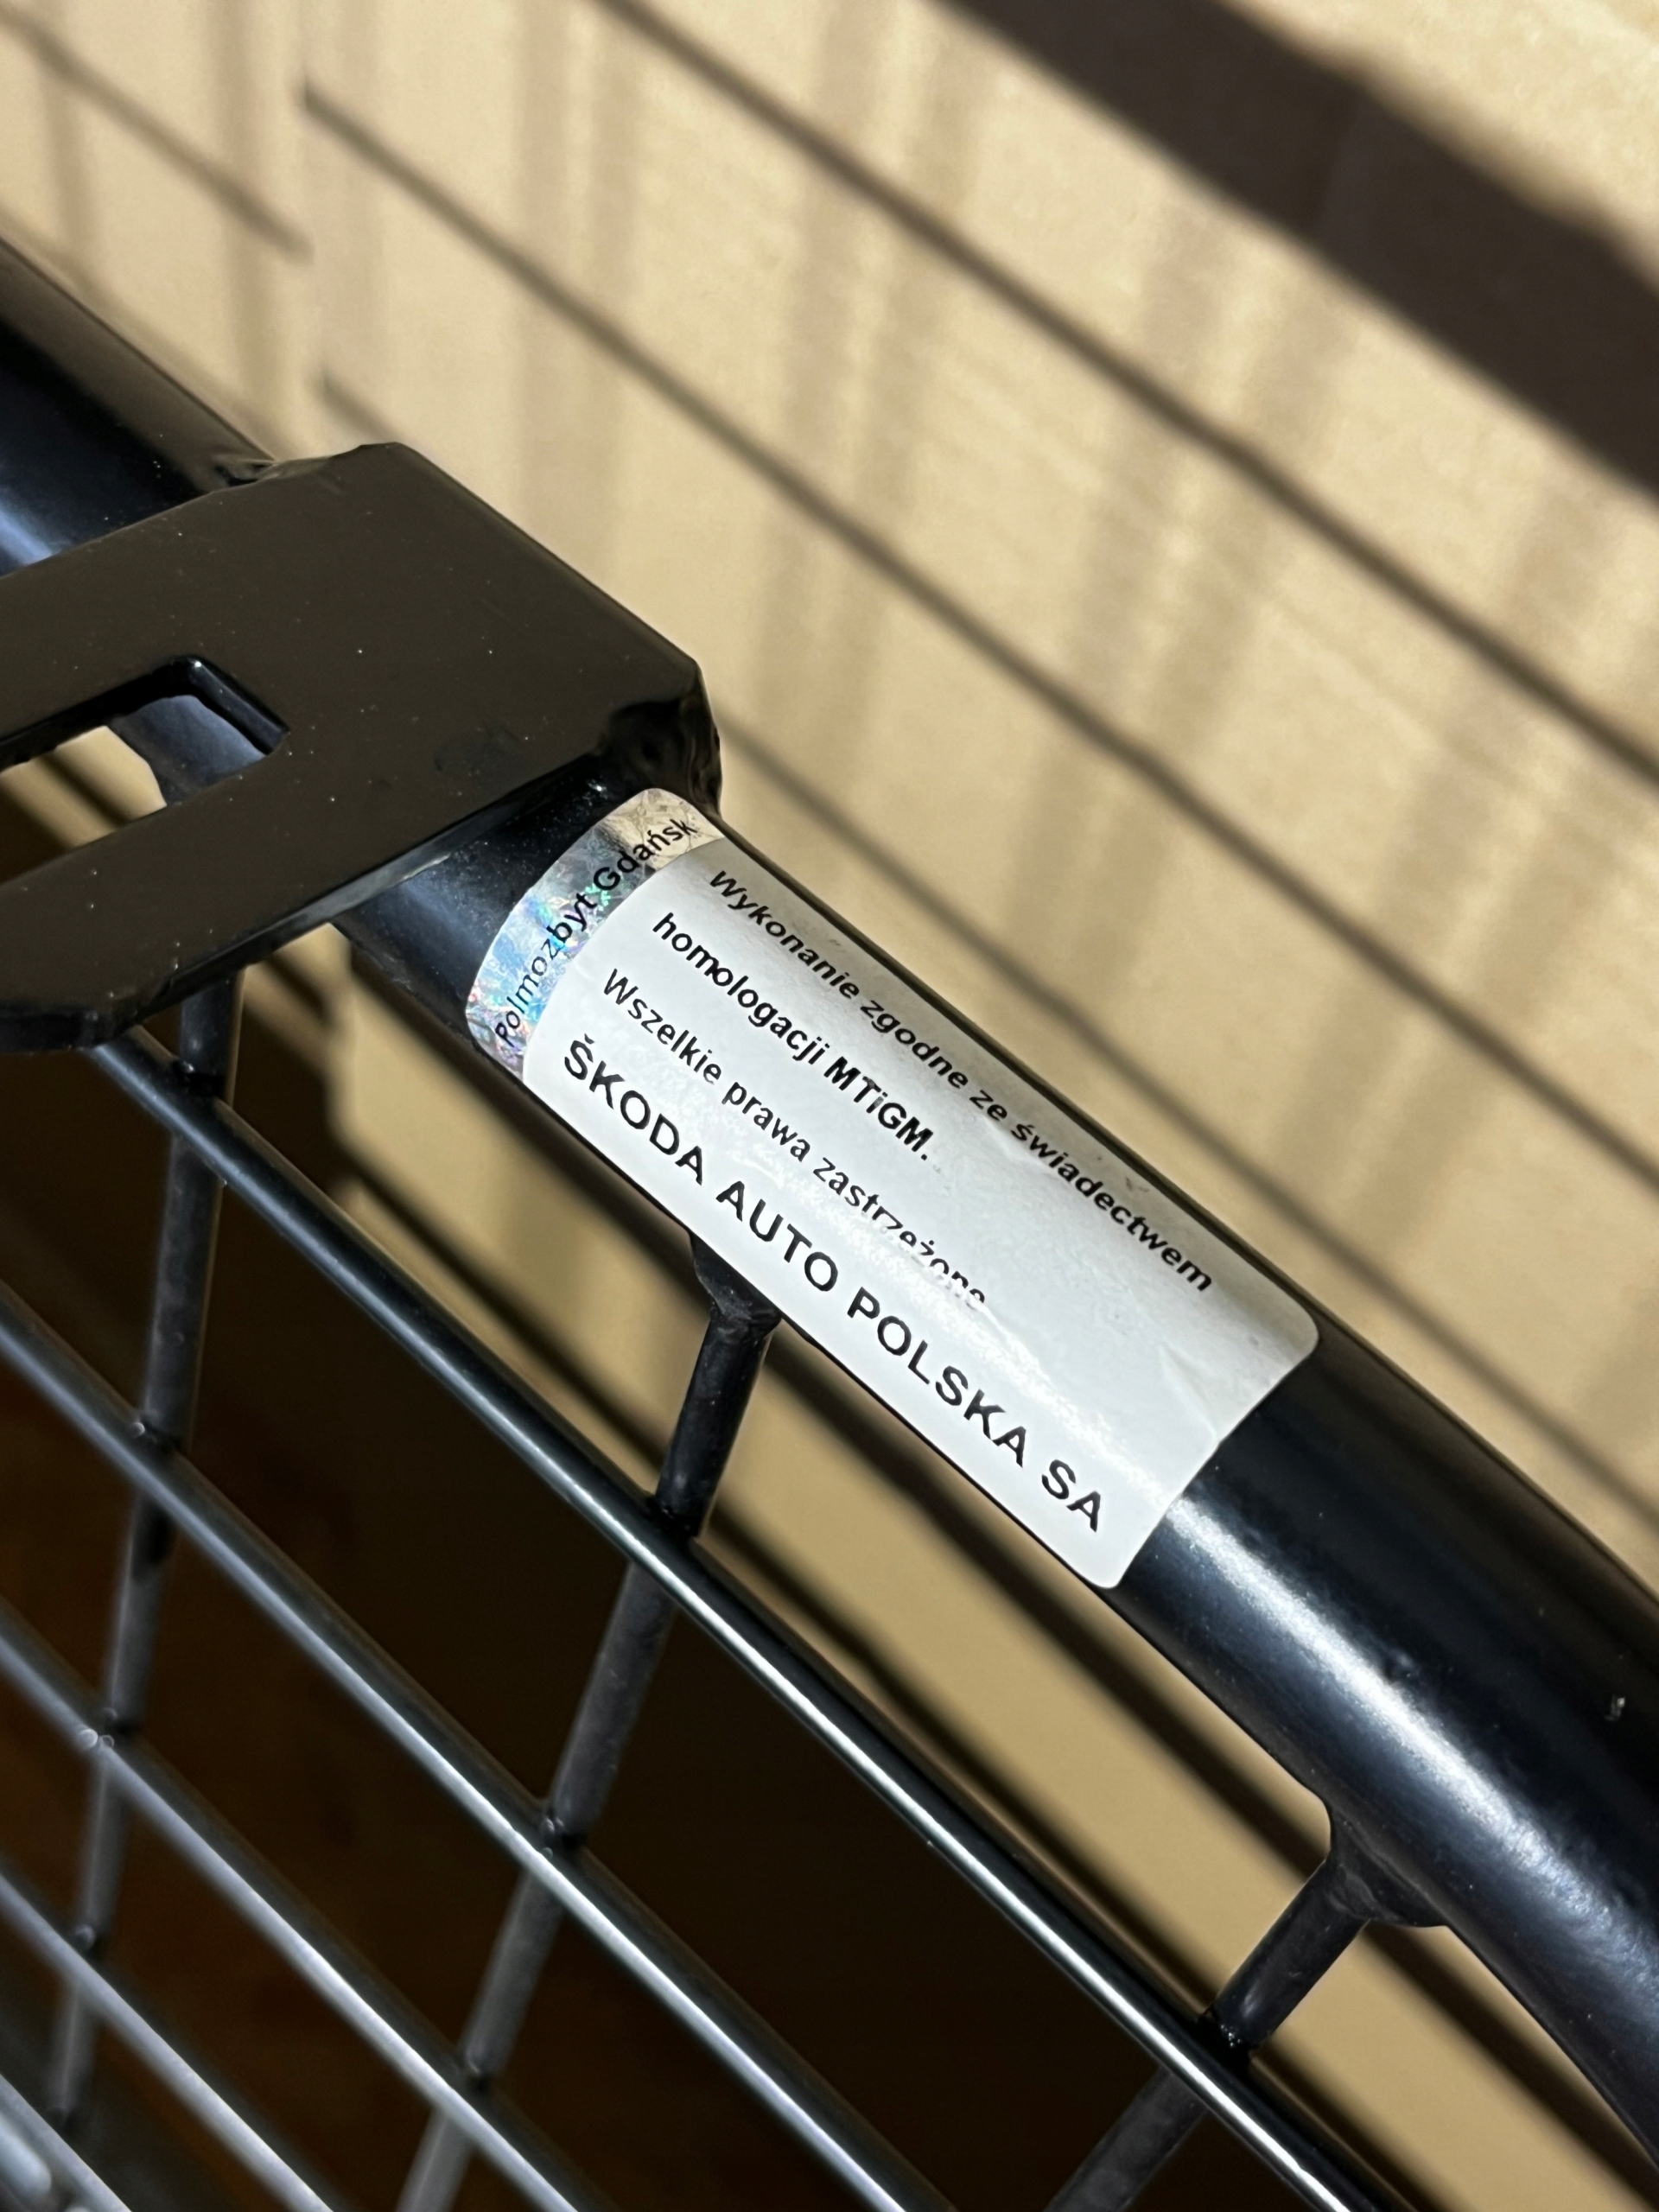 Polmozbyt Gdańsk
Wykonanie zgodne ze świadectwem
homologacji MTiGM.
Wszelkie prawa zastrzeżone
ŠKODA AUTO POLSKA SA